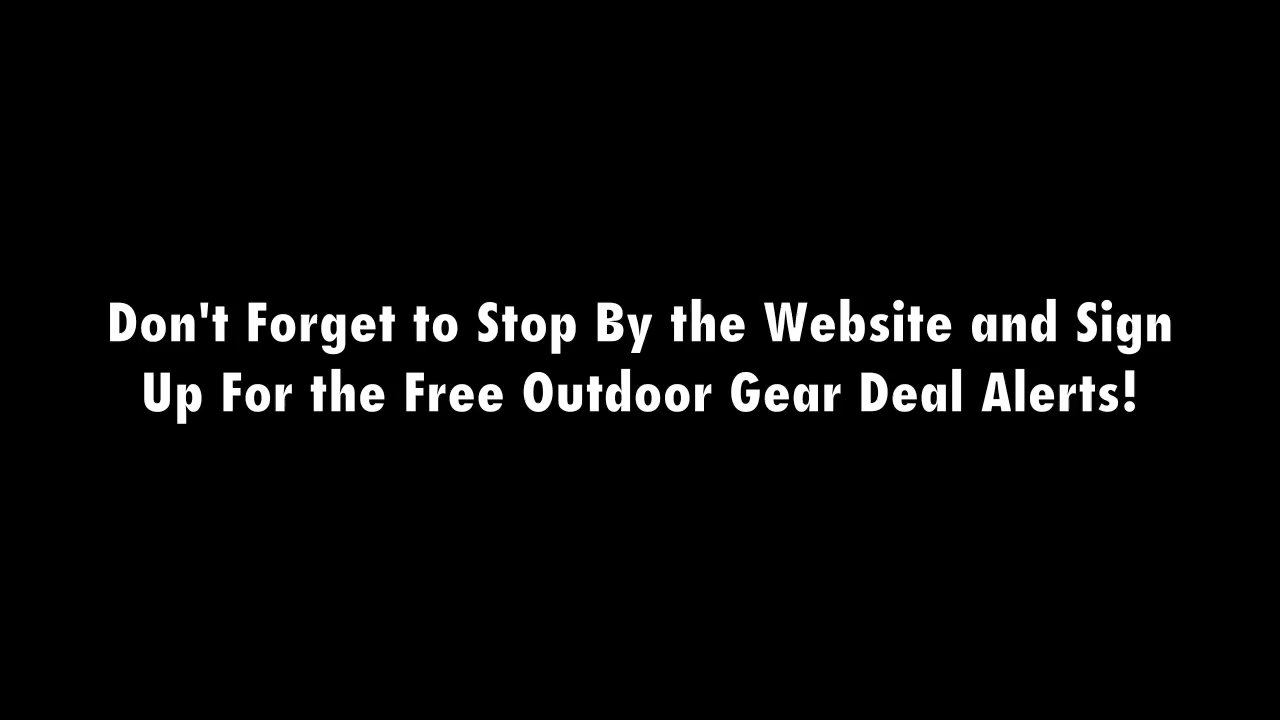 Don't Forget to Stop By the Website and Sign
Up For the Free Outdoor Gear Deal Alerts!